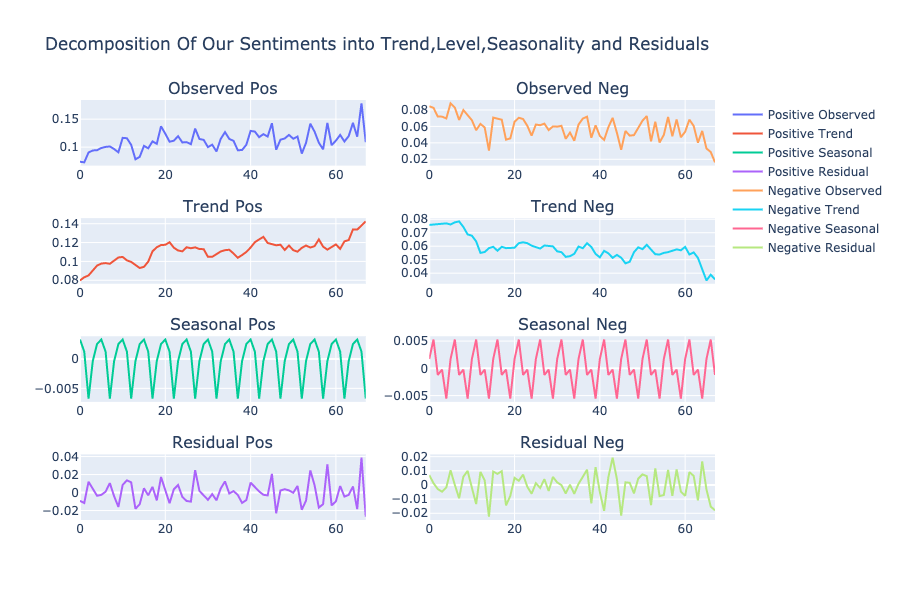 Decomposition Of Our Sentiments into Trend,Level,Seasonality and Residuals
Observed Pos
0.15
0.1
0 20 40 60
Observed Neg
0.08
0.06
0.04
0.02
0 20 40 60
Positive Observed
Positive Trend
Positive Seasonal
Positive Residual
Negative Observed
Negative Trend
Negative Seasonal
Negative Residual
Trend Pos
0.14
0.12
0.1
0.08
0 20 40 60
Trend Neg
0.08
0.07
0.06
0.05
0.04
0 20 40 60
Seasonal Pos
0
−0.005
0 20 40 60
Seasonal Neg
0.005
0
−0.005
0 20 40 60
Residual Pos
0.04
0.02
0
−0.02
0 20 40 60
Residual Neg
0.02
0.01
0
−0.01
−0.02
0 20 40 60